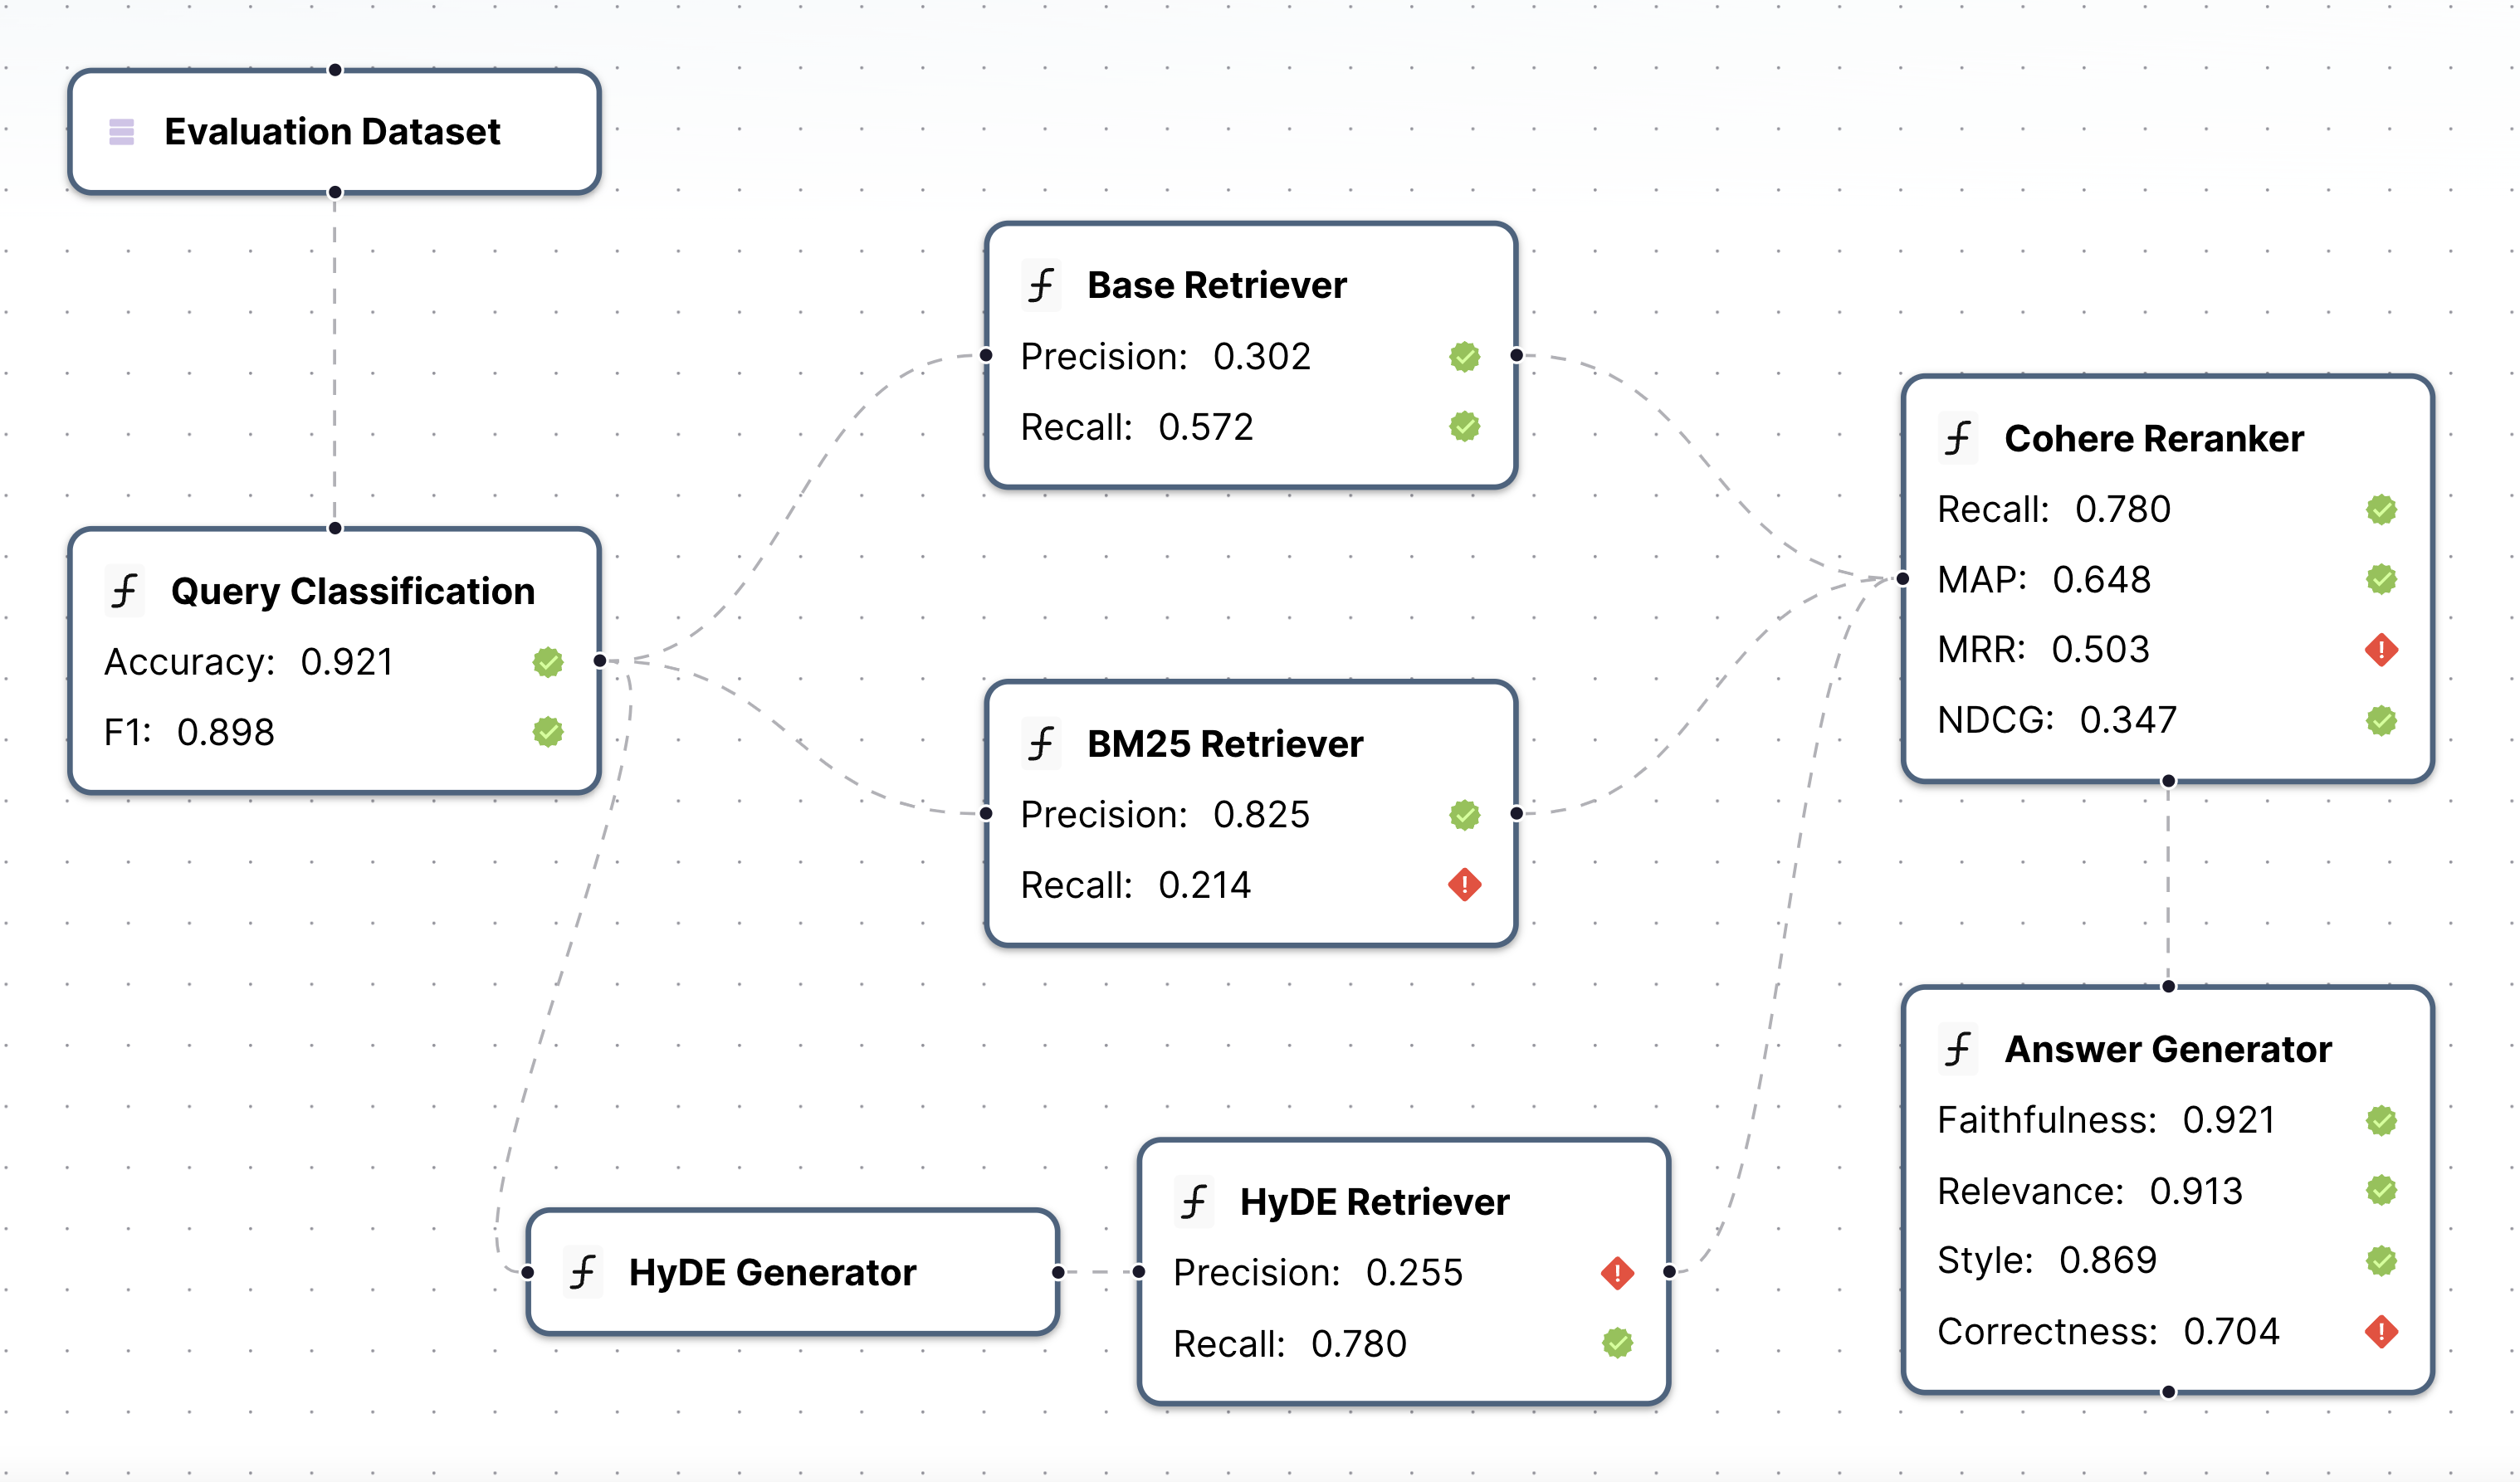 Evaluation Dataset
Query Classification
Accuracy: 0.921
F1: 0.898
Base Retriever
Precision: 0.302
Recall: 0.572
BM25 Retriever
Precision: 0.825
Recall: 0.214
HyDE Generator
HyDE Retriever
Precision: 0.255
Recall: 0.780
Cohere Reranker
Recall: 0.780
MAP: 0.648
MRR: 0.503
NDCG: 0.347
Answer Generator
Faithfulness: 0.921
Relevance: 0.913
Style: 0.869
Correctness: 0.704